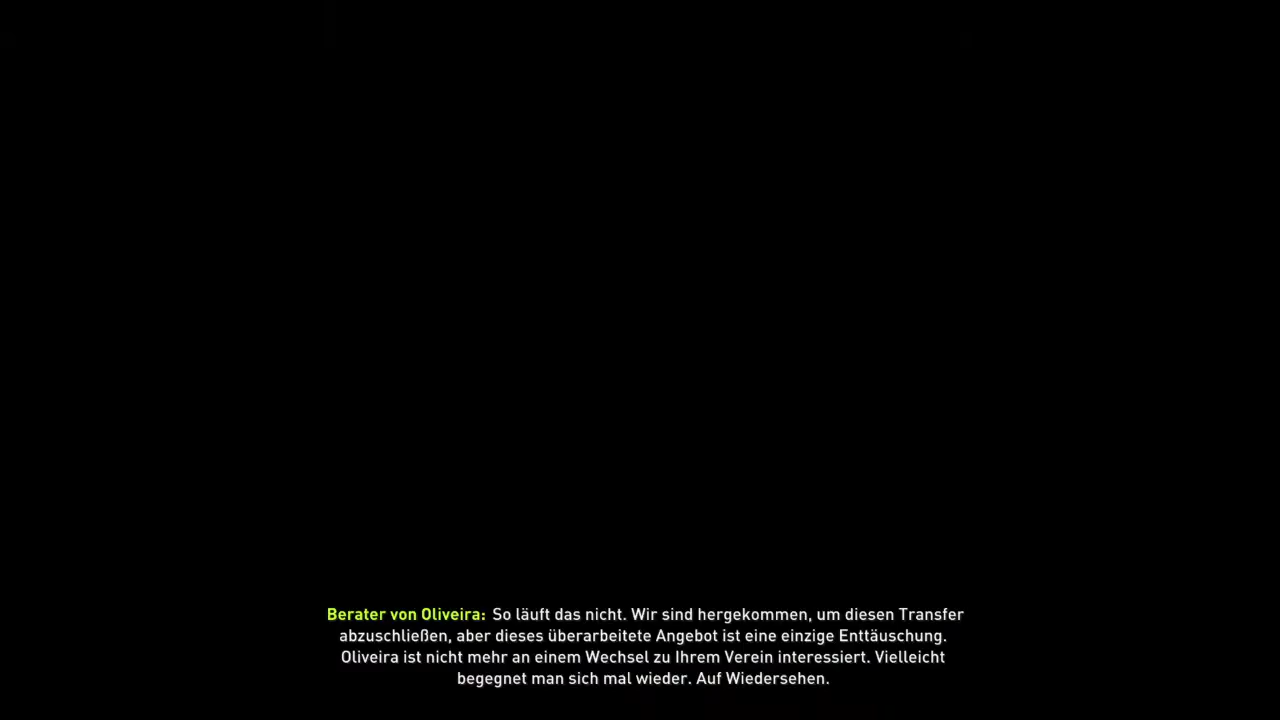 Berater von Oliveira: So läuft das nicht. Wir sind hergekommen, um diesen Transfer
abzuschließen, aber dieses überarbeitete Angebot ist eine einzige Enttäuschung.
Oliveira ist nicht mehr an einem Wechsel zu Ihrem Verein interessiert. Vielleicht
begegnet man sich mal wieder. Auf Wiedersehen.